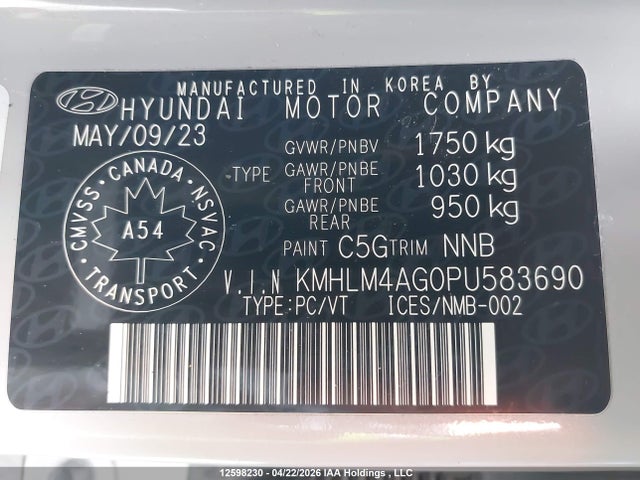 MANUFACTURED IN KOREA BY
HYUNDAI MOTOR COMPANY
MAY/09/23
GVWR/PNBV 1750 kg
TYPE GAWR/PNBE FRONT 1030 kg
GAWR/PNBE REAR 950 kg
CMVSS CANADA NSVAC
A54
TRANSPORT
PAINT C5G TRIM NNB
V.I.N KMHLM4AG0PU583690
TYPE:PC/VT ICES/NMB-002
12598230 - 04/22/2026 IAA Holdings, LLC